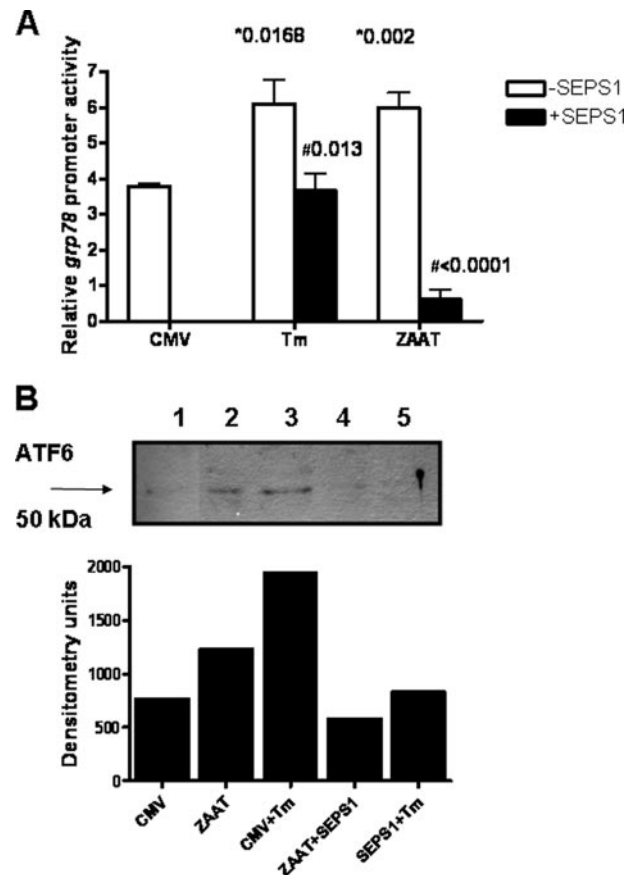 A
*0.0168 *0.002
-SEPS1
+SEPS1
#0.013
#<0.0001
Relative grp78 promoter activity
7
6
5
4
3
2
1
0
CMV Tm ZAAT
B
1 2 3 4 5
ATF6
50 kDa
Densitometry units
2000
1500
1000
500
0
CMV
ZAAT
CMV+Tm
ZAAT+SEPS1
SEPS1+Tm